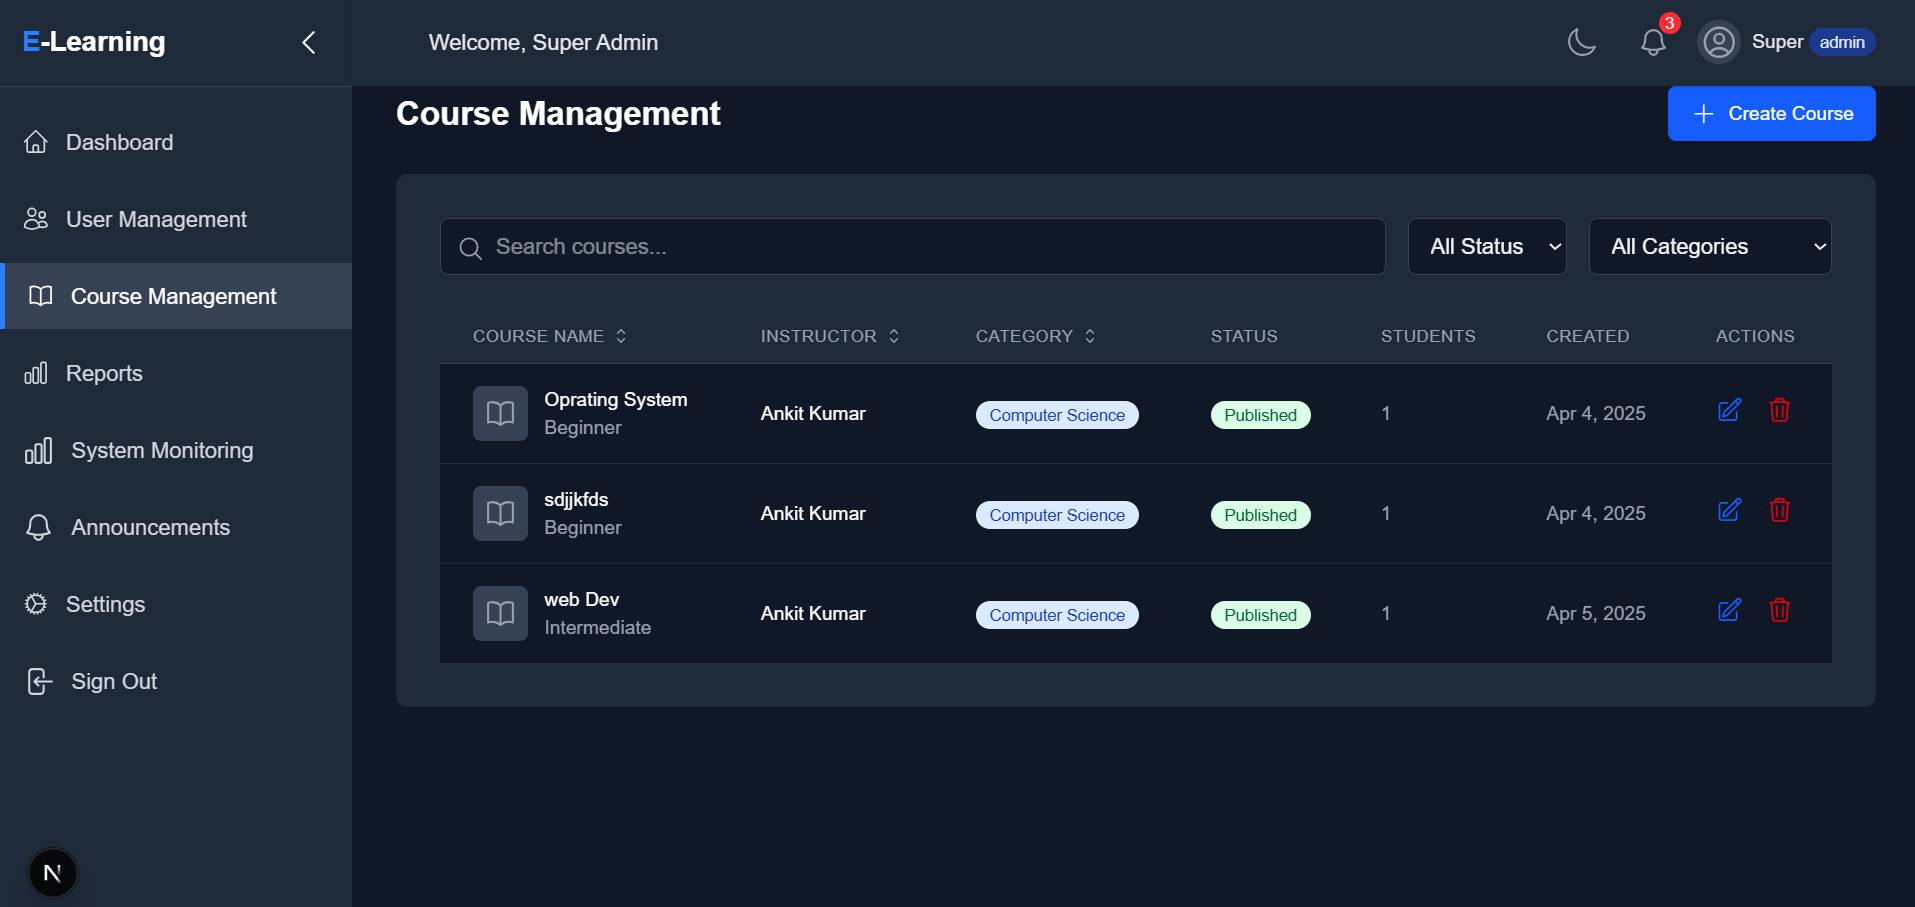 E-Learning
Welcome, Super Admin
3
Super admin
Dashboard
User Management
Course Management
Reports
System Monitoring
Announcements
Settings
Sign Out
N
Course Management
Create Course
Search courses...
All Status
All Categories
COURSE NAME INSTRUCTOR CATEGORY STATUS STUDENTS CREATED ACTIONS
Oprating System
Beginner
Ankit Kumar Computer Science Published 1 Apr 4, 2025
sdjjkfds
Beginner
Ankit Kumar Computer Science Published 1 Apr 4, 2025
web Dev
Intermediate
Ankit Kumar Computer Science Published 1 Apr 5, 2025